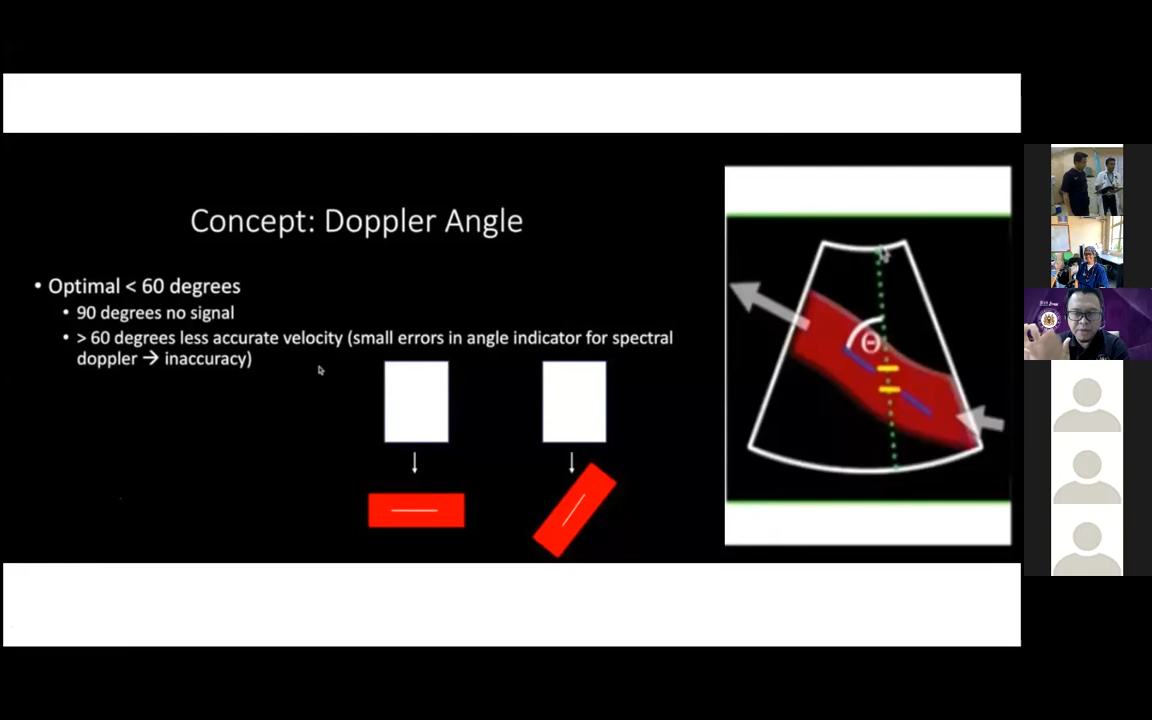 Concept: Doppler Angle
• Optimal < 60 degrees
• 90 degrees no signal
• > 60 degrees less accurate velocity (small errors in angle indicator for spectral
doppler → inaccuracy)
Θ